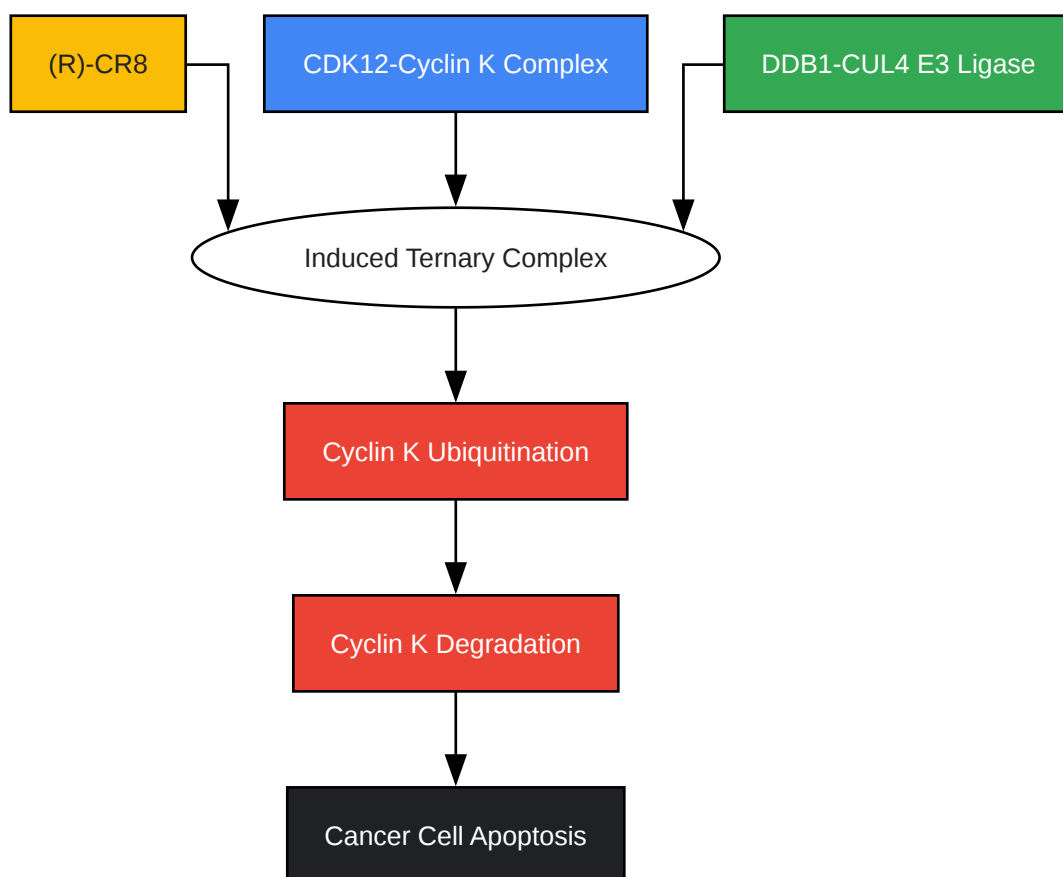 (R)-CR8
CDK12-Cyclin K Complex
DDB1-CUL4 E3 Ligase
Induced Ternary Complex
Cyclin K Ubiquitination
Cyclin K Degradation
Cancer Cell Apoptosis